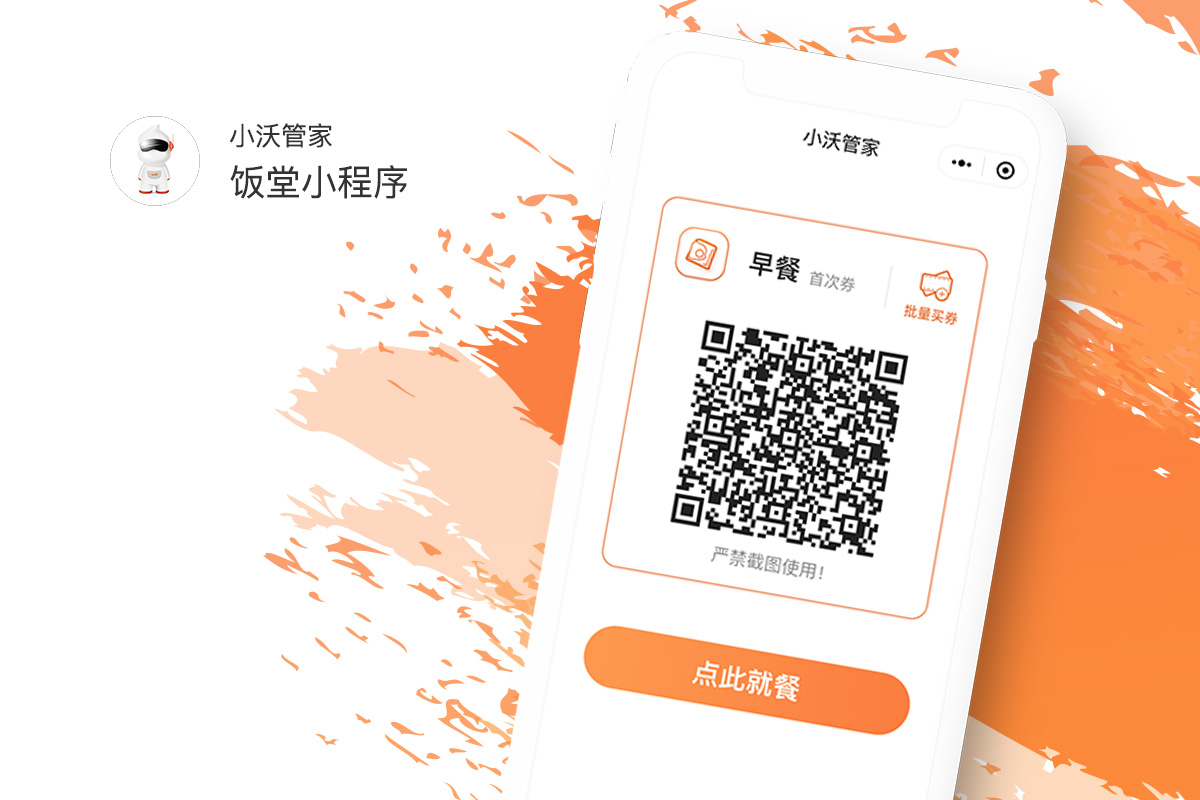 小沃管家
饭堂小程序
小沃管家
早餐 首次券
批量买券
严禁截图使用！
点此就餐